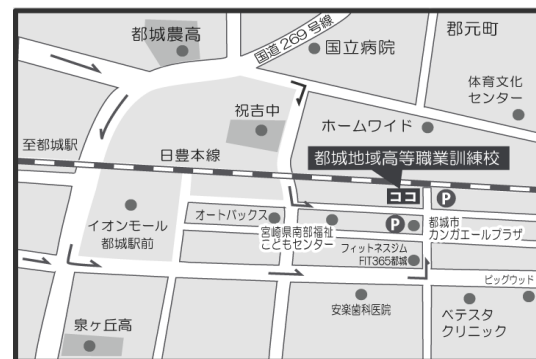 都城農高
国道269号線
国立病院
郡元町
体育文化
センター
祝吉中
ホームワイド
至都城駅
日豊本線
都城地域高等職業訓練校
ココ
P
イオンモール
都城駅前
オートバックス
宮崎県南部福祉
こどもセンター
P
都城市
カンガエールプラザ
フィットネスジム
FIT365都城
ビッグウッド
安楽歯科医院
ベテスタ
クリニック
泉ヶ丘高